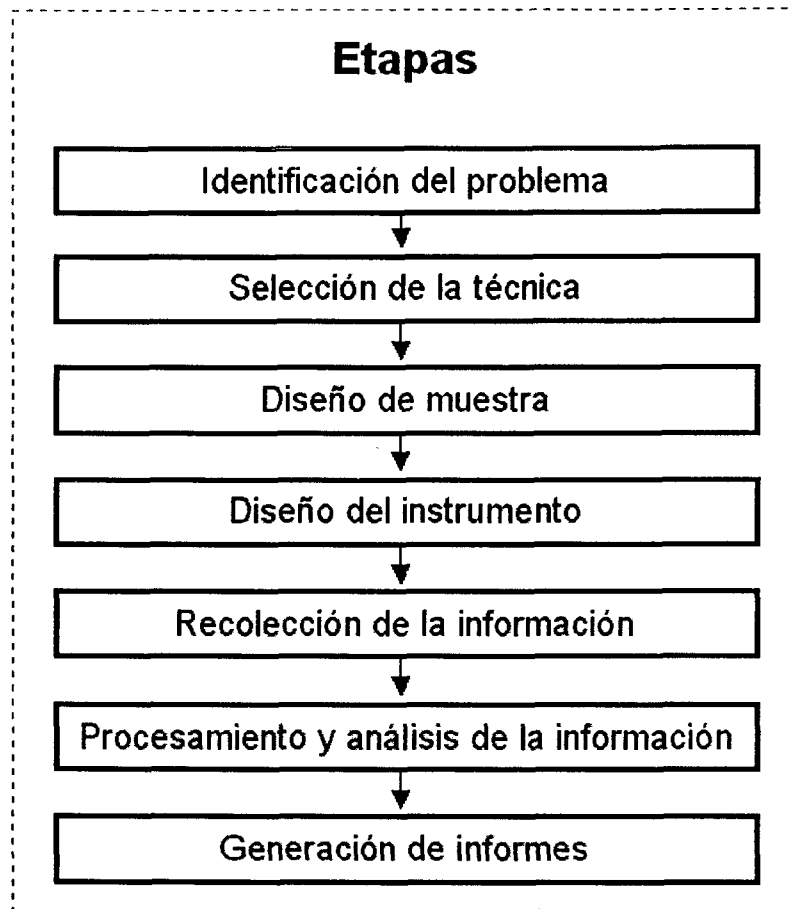 Etapas
Identificación del problema
Selección de la técnica
Diseño de muestra
Diseño del instrumento
Recolección de la información
Procesamiento y análisis de la información
Generación de informes